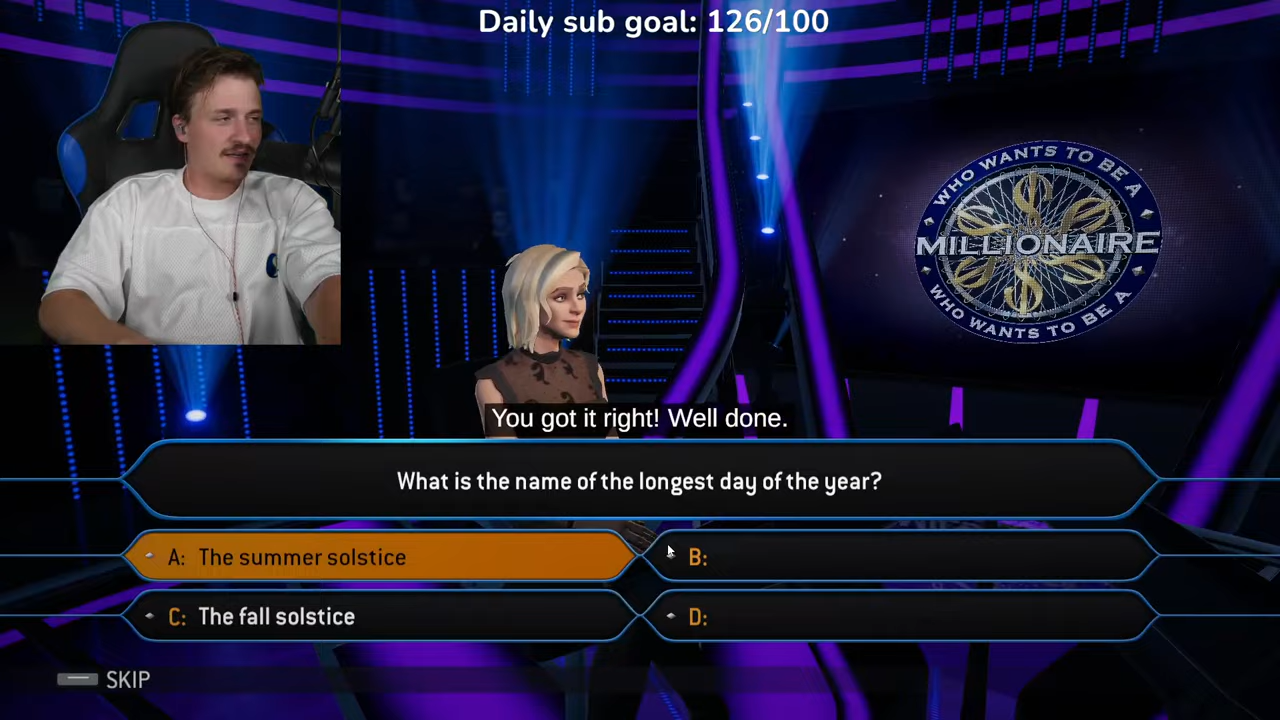 Daily sub goal: 126/100
WHO WANTS TO BE A
MILLIONAIRE
WHO WANTS TO BE A
You got it right! Well done.
What is the name of the longest day of the year?
A: The summer solstice
B:
C: The fall solstice
D:
SKIP